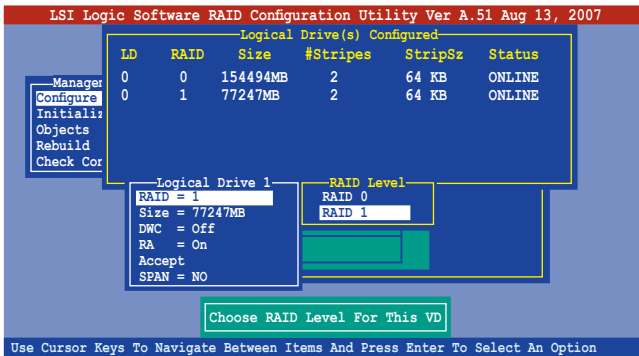 LSI Logic Software RAID Configuration Utility Ver A.51 Aug 13, 2007
Logical Drive(s) Configured
LD RAID Size #Stripes StripSz Status
0 0 154494MB 2 64 KB ONLINE
0 1 77247MB 2 64 KB ONLINE
Configure
Objects
Rebuild
Check
Logical Drive 1
RAID = 1
Size = 77247MB
DWC = Off
RA = On
Accept
SPAN = NO
RAID Level
RAID 0
RAID 1
Choose RAID Level For This VD
Use Cursor Keys To Navigate Between Items And Press Enter To Select An Option